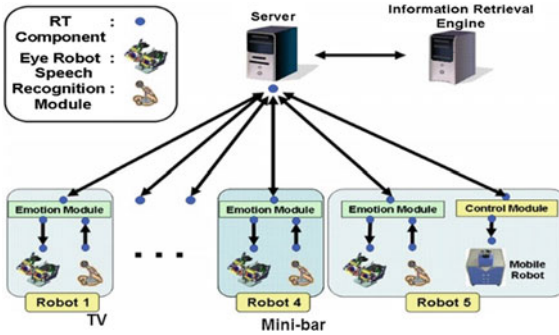 RT :
Component
Eye Robot :
Speech
Recognition :
Module
Server
Information Retrieval
Engine
Emotion Module
Emotion Module
Emotion Module
Control Module
Mobile
Robot
. . .
Robot 1
Robot 4
Robot 5
TV
Mini-bar